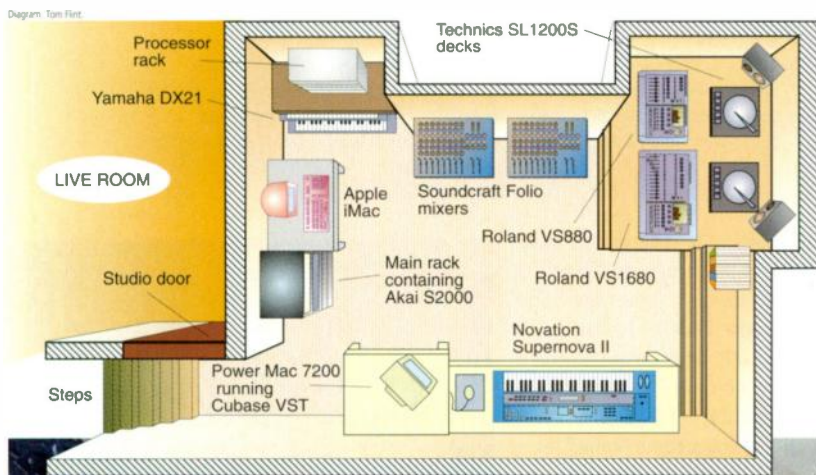 Diagram: Tom Flint.
Processor
rack
Technics SL1200S
decks
Yamaha DX21
LIVE ROOM
Apple
iMac
Soundcraft Folio
mixers
Roland VS880
Roland VS1680
Main rack
containing
Akai S2000
Studio door
Novation
Supernova II
Power Mac 7200
running
Cubase VST
Steps